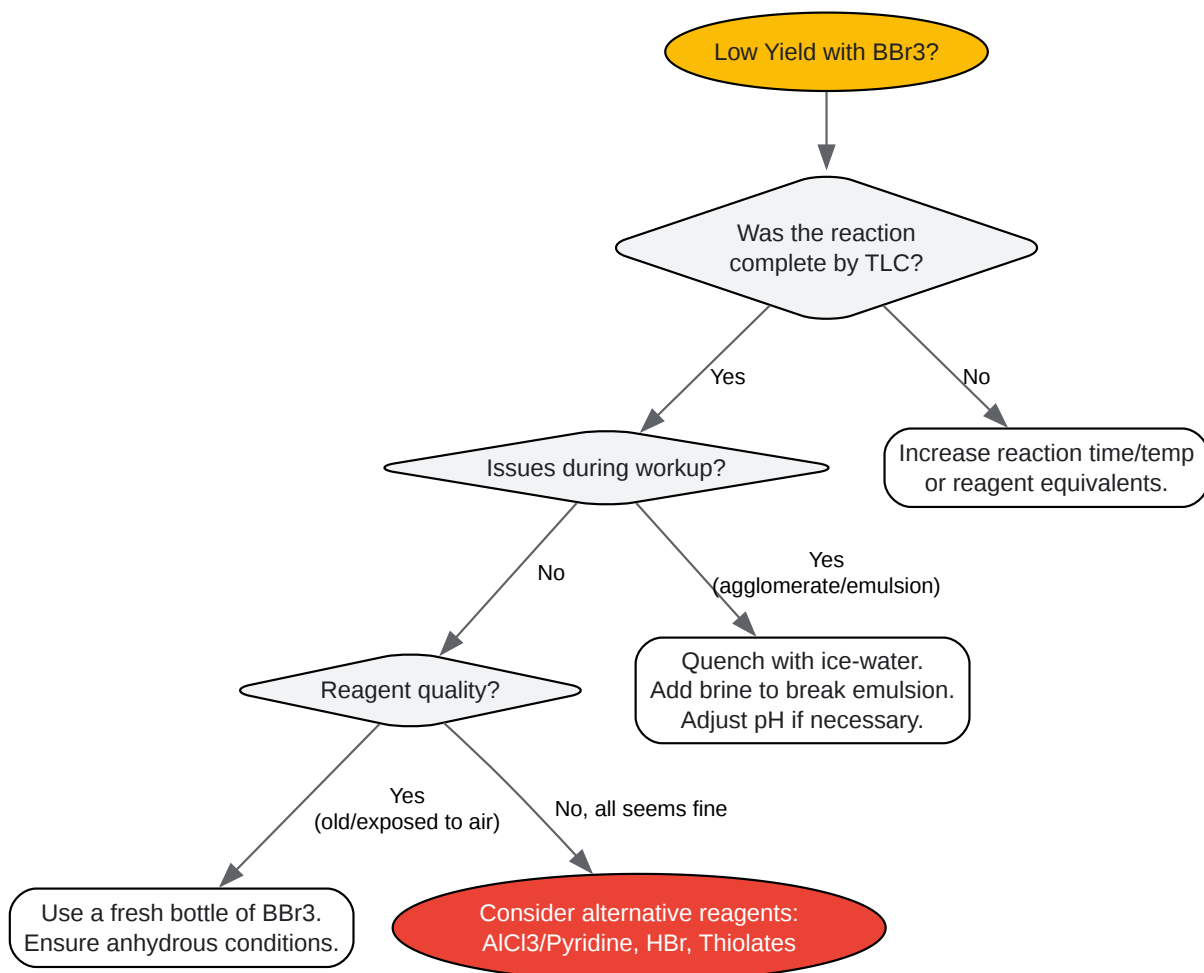 Low Yield with BBr3?
Was the reaction
complete by TLC?
Yes
No
Issues during workup?
Increase reaction time/temp
or reagent equivalents.
No
Yes
(agglomerate/emulsion)
Reagent quality?
Quench with ice-water.
Add brine to break emulsion.
Adjust pH if necessary.
Yes
(old/exposed to air)
No, all seems fine
Use a fresh bottle of BBr3.
Ensure anhydrous conditions.
Consider alternative reagents:
AlCl3/Pyridine, HBr, Thiolates